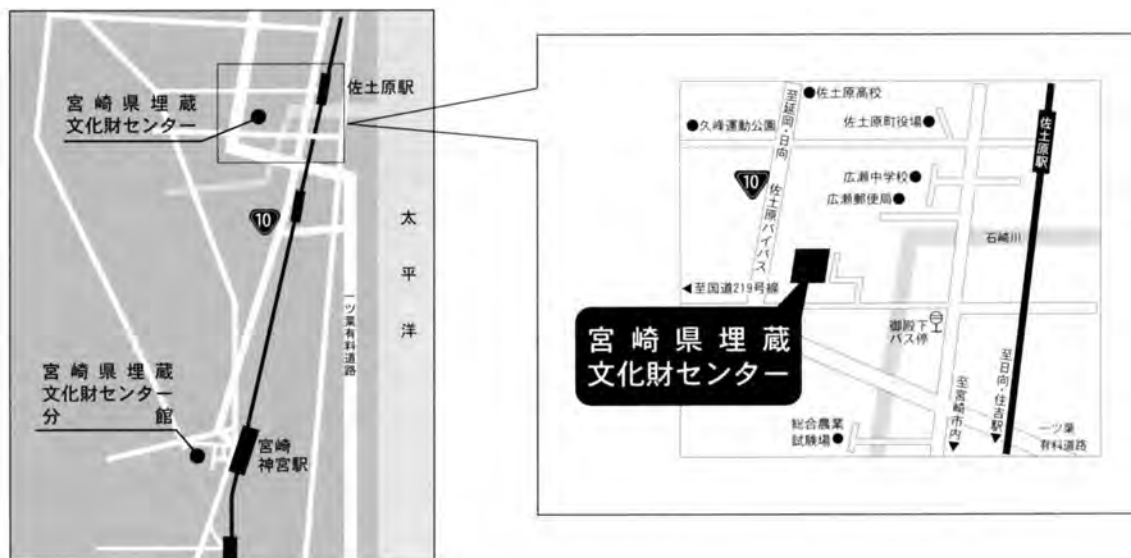 佐土原駅
宮崎県埋蔵
文化財センター
10
太平洋
一ツ葉有料道路
宮崎県埋蔵
文化財センター
分館
宮崎
神宮駅
佐土原高校
至延岡・日向
久峰運動公園
佐土原町役場
佐土原駅
10
佐土原バイパス
広瀬中学校
広瀬郵便局
石崎川
至国道219号線
宮崎県埋蔵
文化財センター
御殿下
バス停
至宮崎市内
至日向・住吉駅
総合農業
試験場
一ツ葉
有料道路